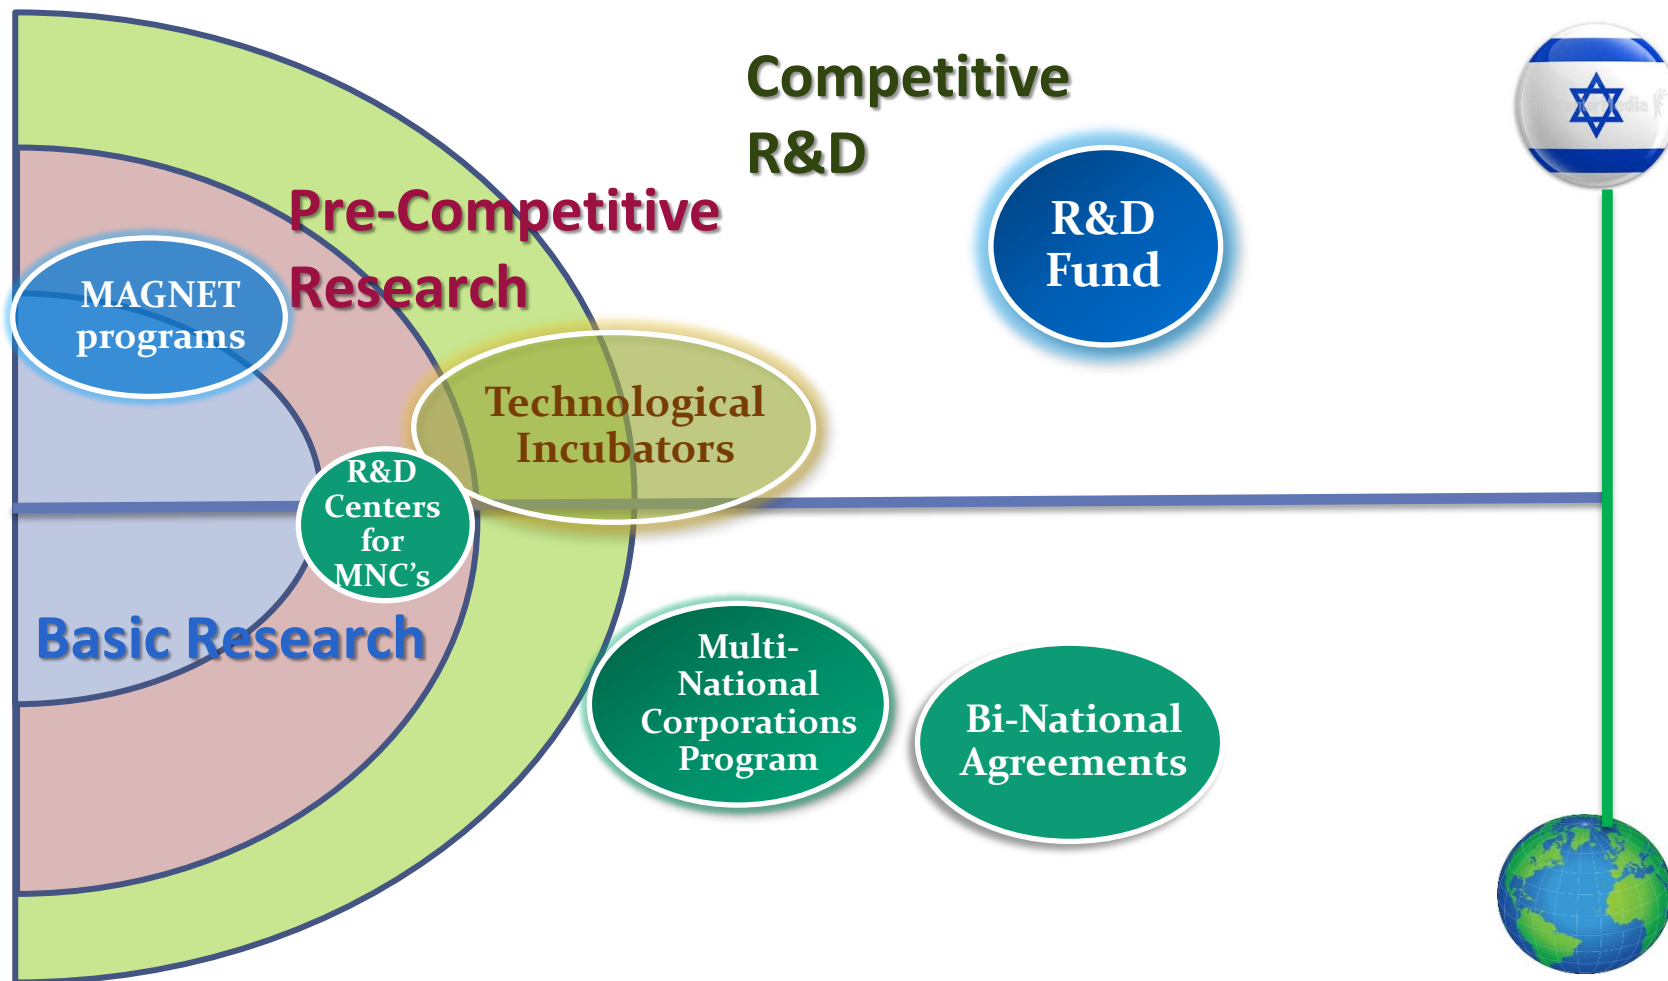 Competitive
R&D
Pre-Competitive
Research
R&D
Fund
MAGNET
programs
Technological
Incubators
R&D
Centers
for
MNC's
Basic Research
Multi-
National
Corporations
Program
Bi-National
Agreements